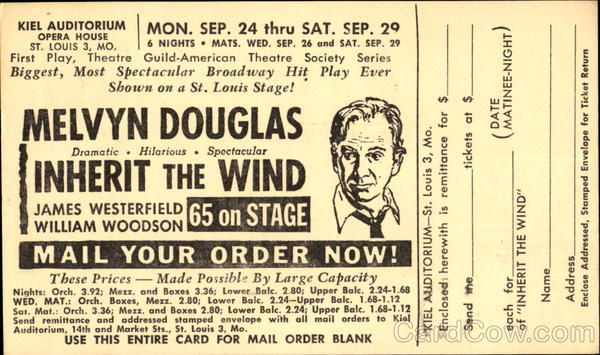 KIEL AUDITORIUM
OPERA HOUSE
ST. LOUIS 3, MO.
MON. SEP. 24 thru SAT. SEP. 29
6 NIGHTS • MATS. WED. SEP. 26 and SAT. SEP. 29
First Play, Theatre Guild-American Theatre Society Series
Biggest, Most Spectacular Broadway Hit Play Ever
Shown on a St. Louis Stage!
MELVYN DOUGLAS
Dramatic • Hilarious • Spectacular
INHERIT THE WIND
JAMES WESTERFIELD
WILLIAM WOODSON
65 on STAGE
MAIL YOUR ORDER NOW!
These Prices — Made Possible By Large Capacity
Nights: Orch. 3.92; Mezz. and Boxes 3.36; Lower Balc. 2.80; Upper Balc. 2.24-1.68
WED. MAT.: Orch. and Boxes, Mezz. 2.80; Lower Balc. 2.24—Upper Balc. 1.68-1.12
Sat. Mat.: Orch. 3.36; Mezz. and Boxes 2.80; Lower Balc. 2.24; Upper Balc. 1.68-1.12
Send remittance and addressed stamped envelope with all mail orders to Kiel
Auditorium, 14th and Market Sts., St. Louis 3, Mo.
USE THIS ENTIRE CARD FOR MAIL ORDER BLANK
KIEL AUDITORIUM—St. Louis 3, Mo.
Enclosed herewith is remittance for $
Send me tickets at $
each for (DATE MATINEE-NIGHT)
of "INHERIT THE WIND"
Name
Address
Enclose Addressed, Stamped Envelope for Ticket Return
CardCow.com